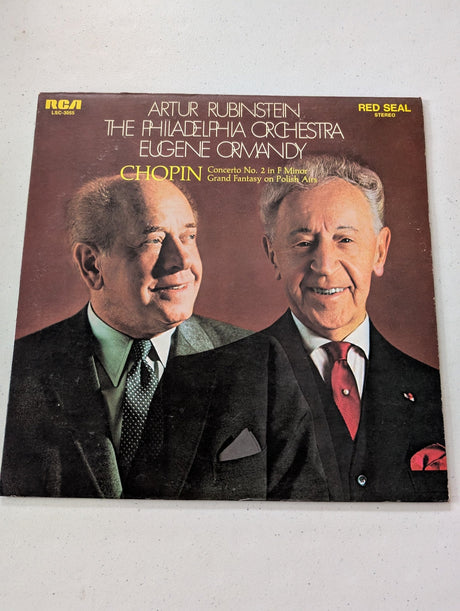 RCA
LSC-3055
RED SEAL
STEREO
ARTUR RUBINSTEIN
THE PHILADELPHIA ORCHESTRA
EUGENE ORMANDY
CHOPIN Concerto No. 2 in F Minor
Grand Fantasy on Polish Airs